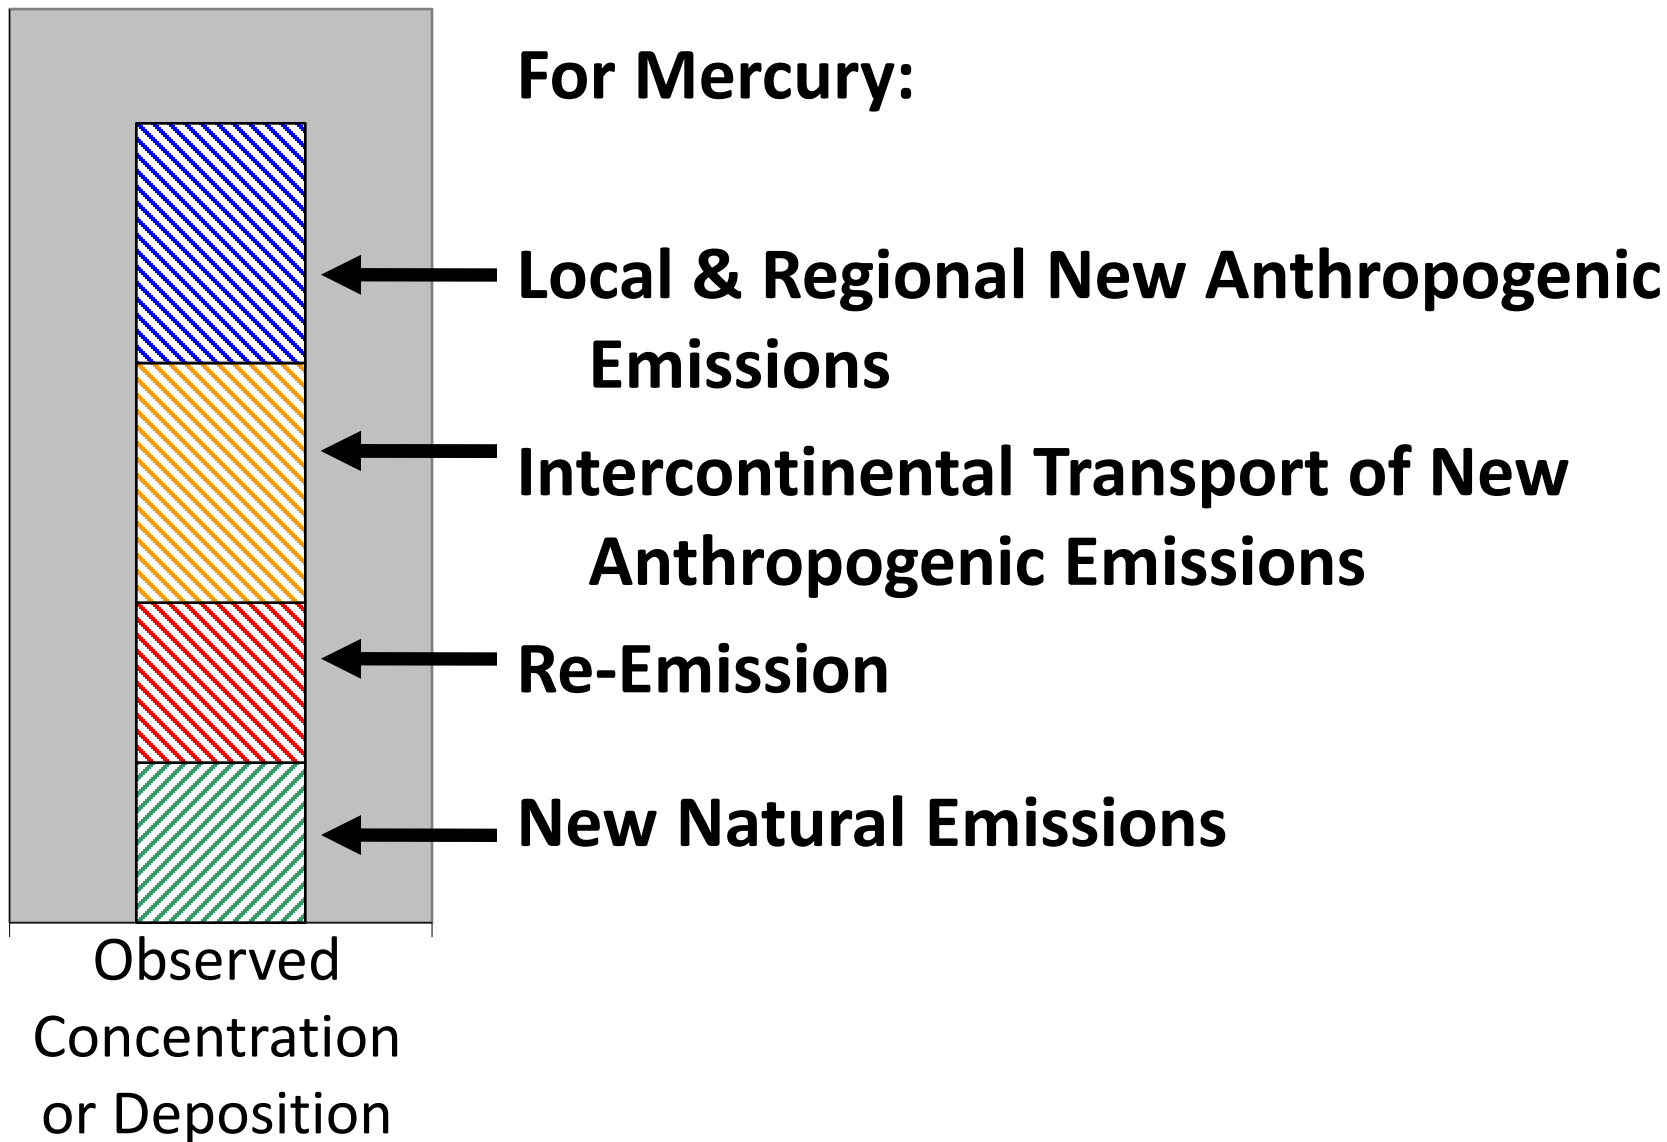 For Mercury:
Local & Regional New Anthropogenic
Emissions
Intercontinental Transport of New
Anthropogenic Emissions
Re-Emission
New Natural Emissions
Observed
Concentration
or Deposition